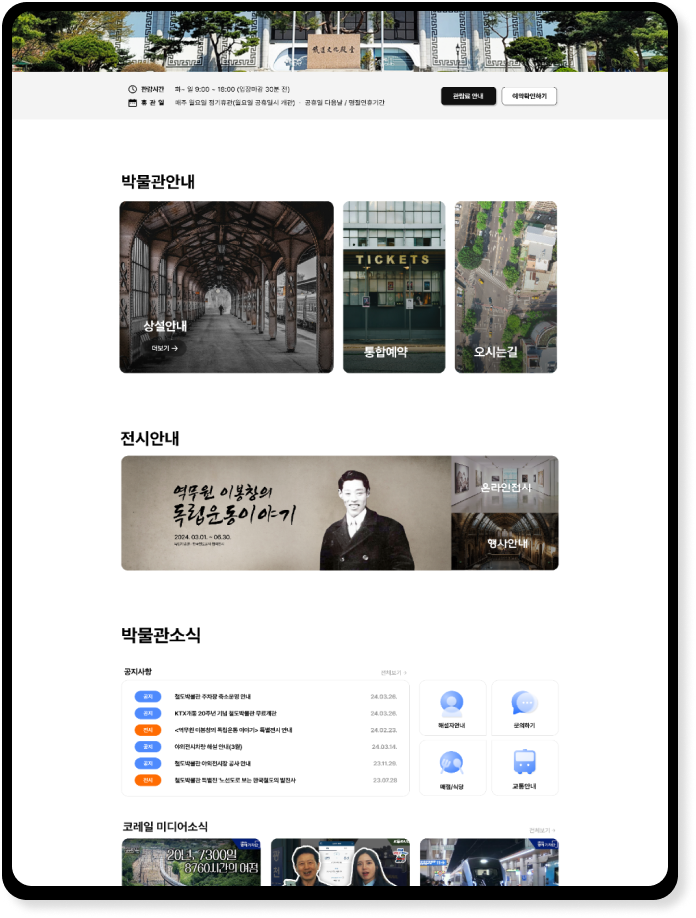 관람시간 화~ 일 9:00 ~ 18:00 (입장마감 30분 전)
휴 관 일 매주 월요일 정기휴관(월요일 공휴일시 개관) · 공휴일 다음날 / 명절연휴기간
관람료 안내
예약확인하기
박물관안내
상설안내
더보기 →
TICKETS
통합예약
오시는길
전시안내
역무원 이봉창의
독립운동이야기
2024. 03.01. ~ 06.30.
온라인전시
행사안내
박물관소식
공지사항
전체보기 >
공지 철도박물관 주차장 축소운영 안내 24.03.29.
공지 KTX개통 20주년 기념 철도박물관 무료개관 24.03.28.
전시 <역무원 이봉창의 독립운동 이야기> 특별전시 안내 24.02.23.
공지 야외전시차량 해설 안내(3월) 24.03.14.
공지 철도박물관 야외전시장 공사 안내 23.11.29.
전시 철도박물관 특별전 '노선도로 보는 한국철도의 발전사 23.07.28
해설자안내
문의하기
매점/식당
교통안내
코레일 미디어소식
전체보기 >
20년, 7300일
8760시간의 여정